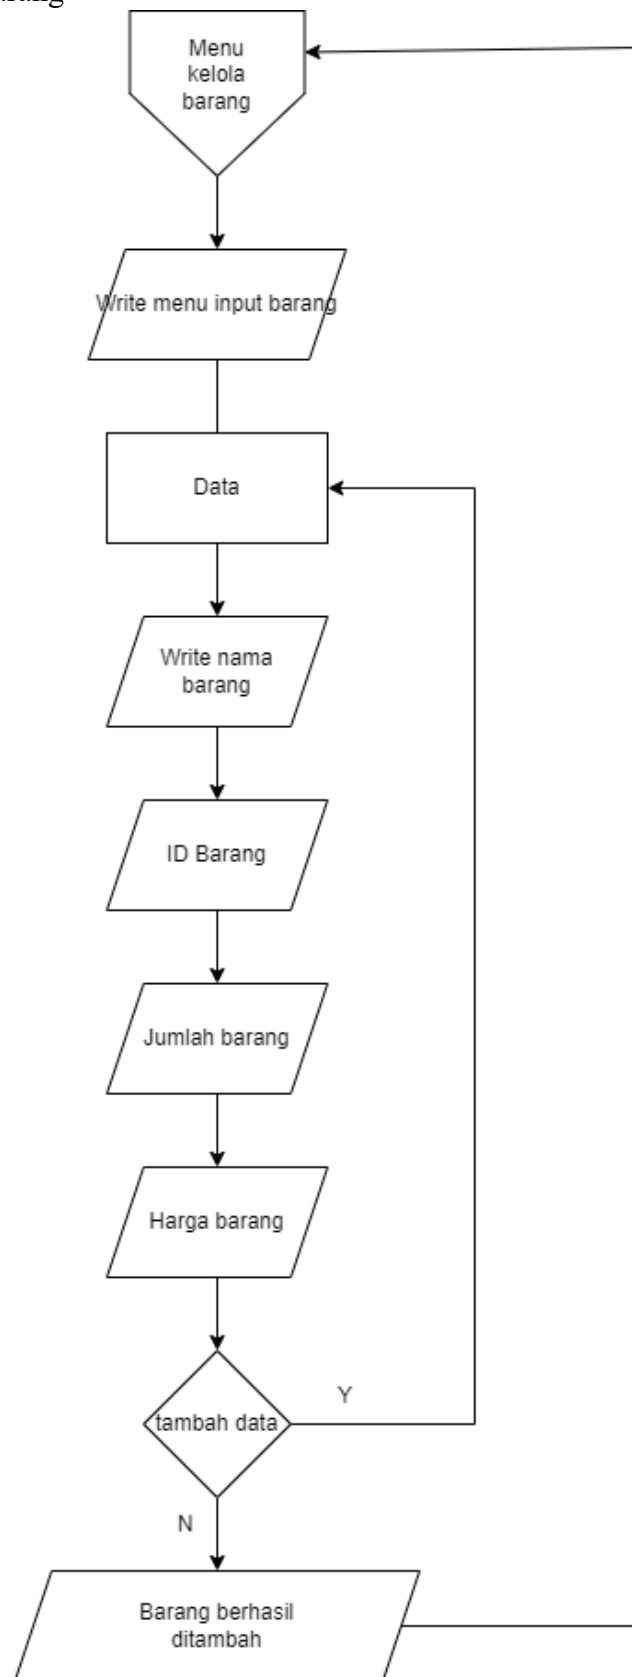 Menu
kelola
barang
Write menu input barang
Data
Write nama
barang
ID Barang
Jumlah barang
Harga barang
tambah data
Y
N
Barang berhasil
ditambah